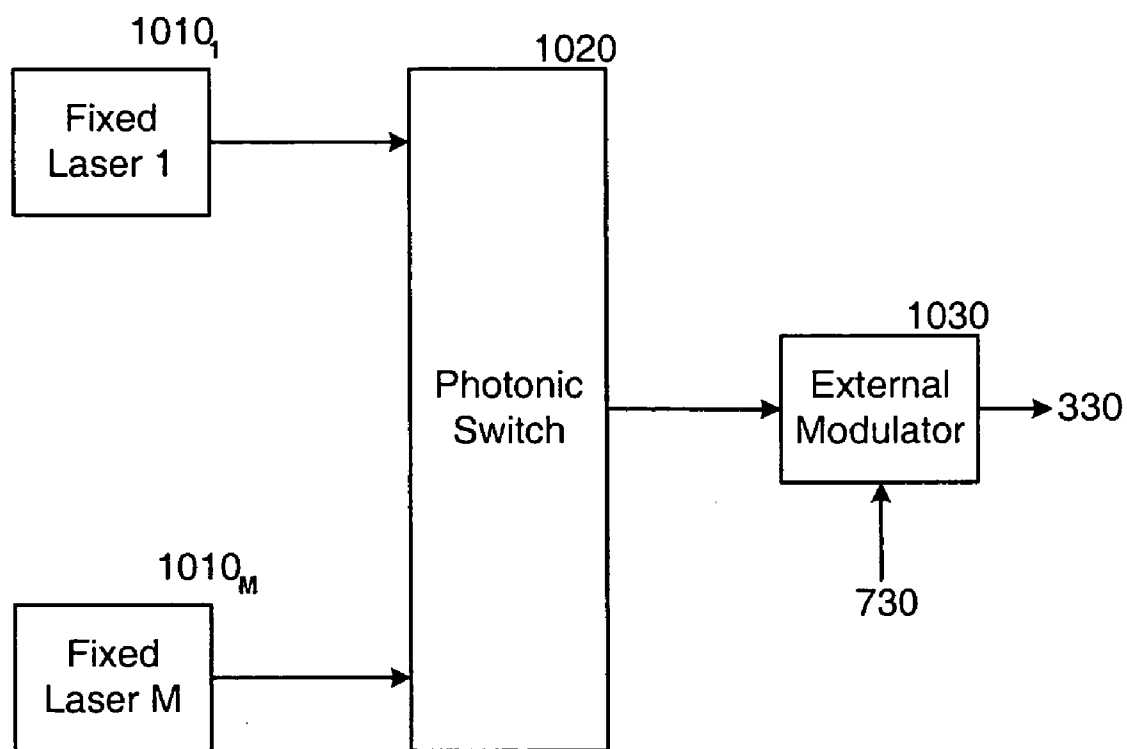 1010₁
Fixed
Laser 1
1020
Photonic
Switch
1030
External
Modulator
330
730
1010M
Fixed
Laser M